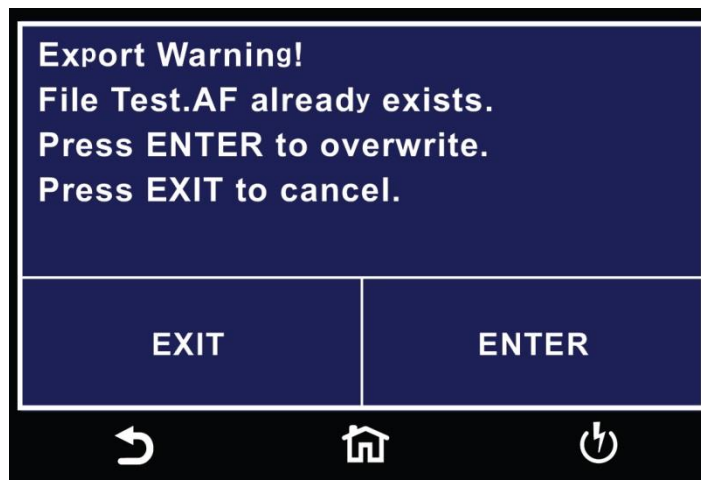 Export Warning!
File Test.AF already exists.
Press ENTER to overwrite.
Press EXIT to cancel.
EXIT
ENTER